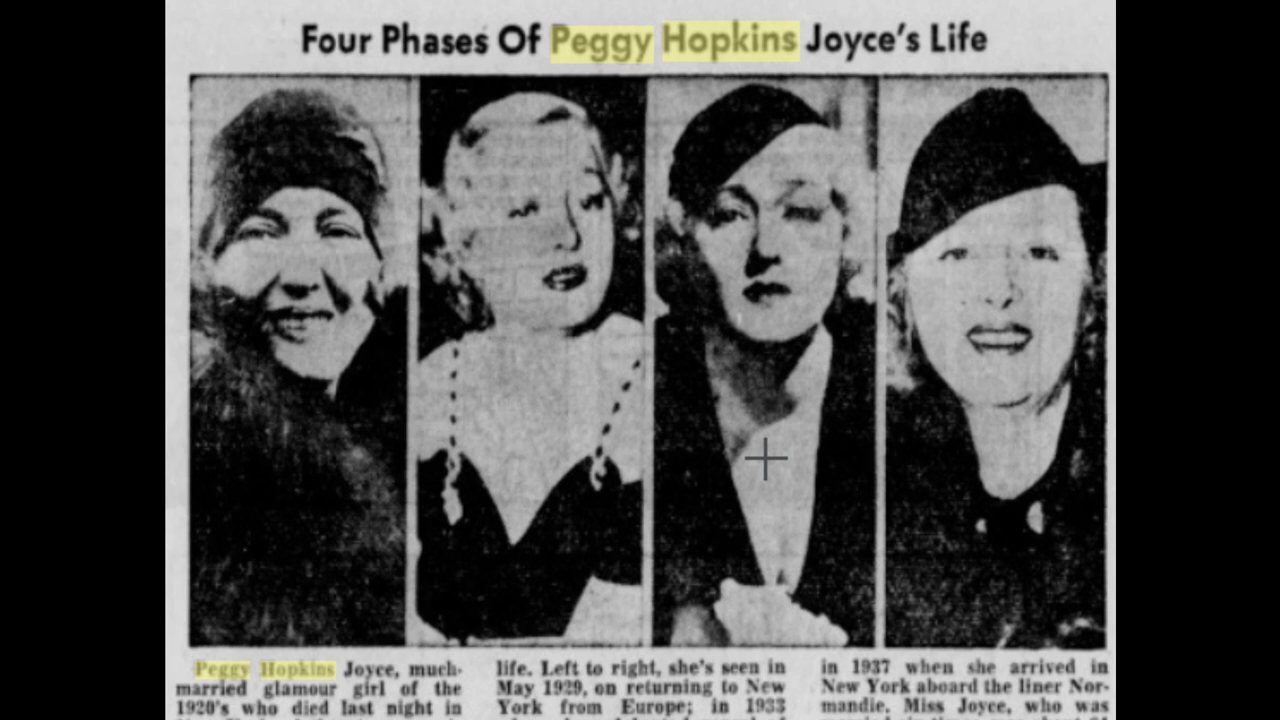 Four Phases Of Peggy Hopkins Joyce's Life
Peggy Hopkins Joyce, much-
married glamour girl of the
1920's who died last night in
life. Left to right, she's seen in
May 1929, on returning to New
York from Europe; in 1933
in 1937 when she arrived in
New York aboard the liner Nor-
mandie. Miss Joyce, who was